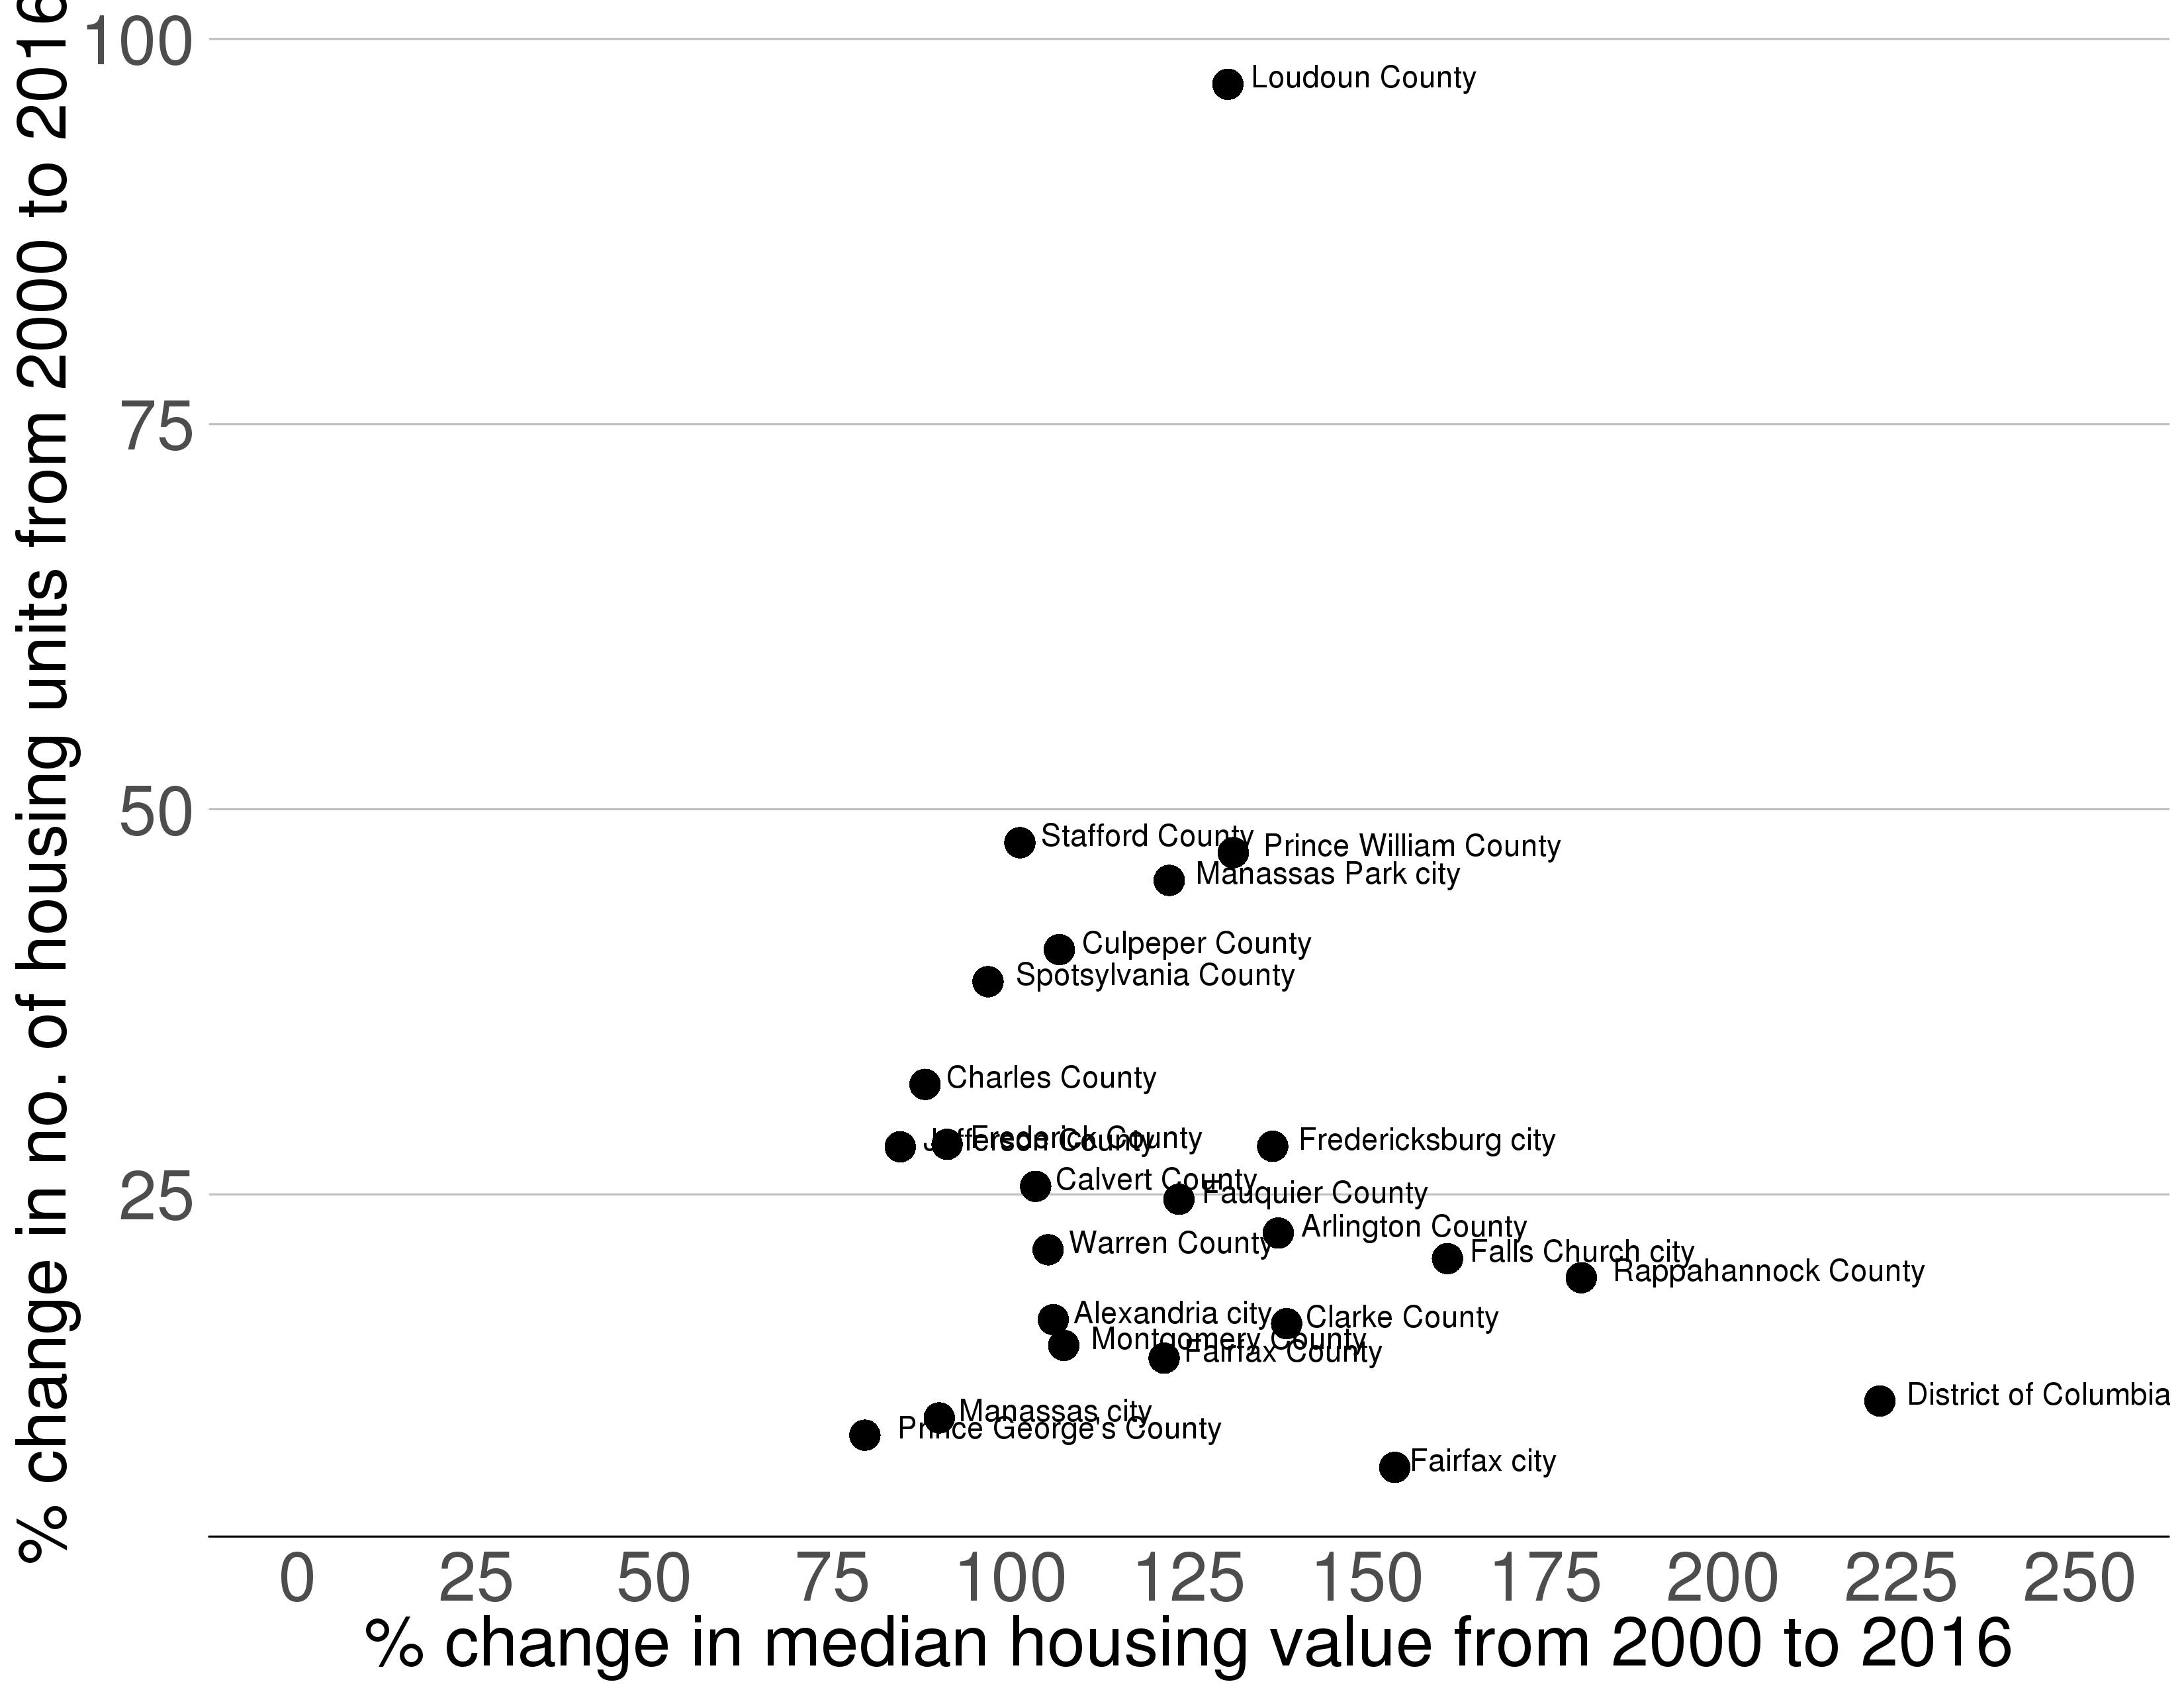 % change in no. of housing units from 2000 to 2016
100
Loudoun County
75
50
Stafford County
Prince William County
Manassas Park city
Culpeper County
Spotsylvania County
Charles County
Jefferson County
Frederick County
Fredericksburg city
25
Calvert County
Fauquier County
Arlington County
Warren County
Falls Church city
Rappahannock County
Alexandria city
Clarke County
Montgomery County
Fairfax County
District of Columbia
Manassas city
Prince George's County
Fairfax city
0 25 50 75 100 125 150 175 200 225 250
% change in median housing value from 2000 to 2016